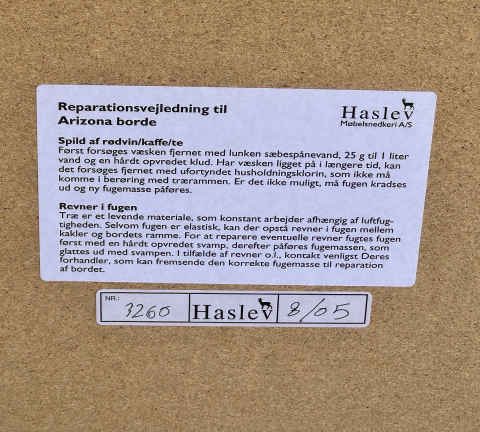 Reparationsvejledning til
Arizona borde
Haslev
Møbelsnedkeri A/S
Spild af rødvin/kaffe/te
Først forsøges væsken fjernet med lunken sæbespånevand, 25 g til 1 liter
vand og en hårdt opvredet klud. Har væsken ligget på i længere tid, kan
det forsøges fjernet med ufortyndet husholdningsklorin, som ikke må
komme i berøring med trærammen. Er det ikke muligt, må fugen kradses
ud og ny fugemasse påføres.
Revner i fugen
Træ er et levende materiale, som konstant arbejder afhængig af luftfug-
tigheden. Selvom fugen er elastisk, kan der opstå revner i fugen mellem
kakler og bordets ramme. For at reparere eventuelle revner fugtes fugen
først med en hårdt opvredet svamp, derefter påføres fugemassen, som
glattes ud med svampen. I tilfælde af revner o.l., kontakt venligst Deres
forhandler, som kan fremsende den korrekte fugemasse til reparation
af bordet.
NR.: 3260 Haslev 8/05